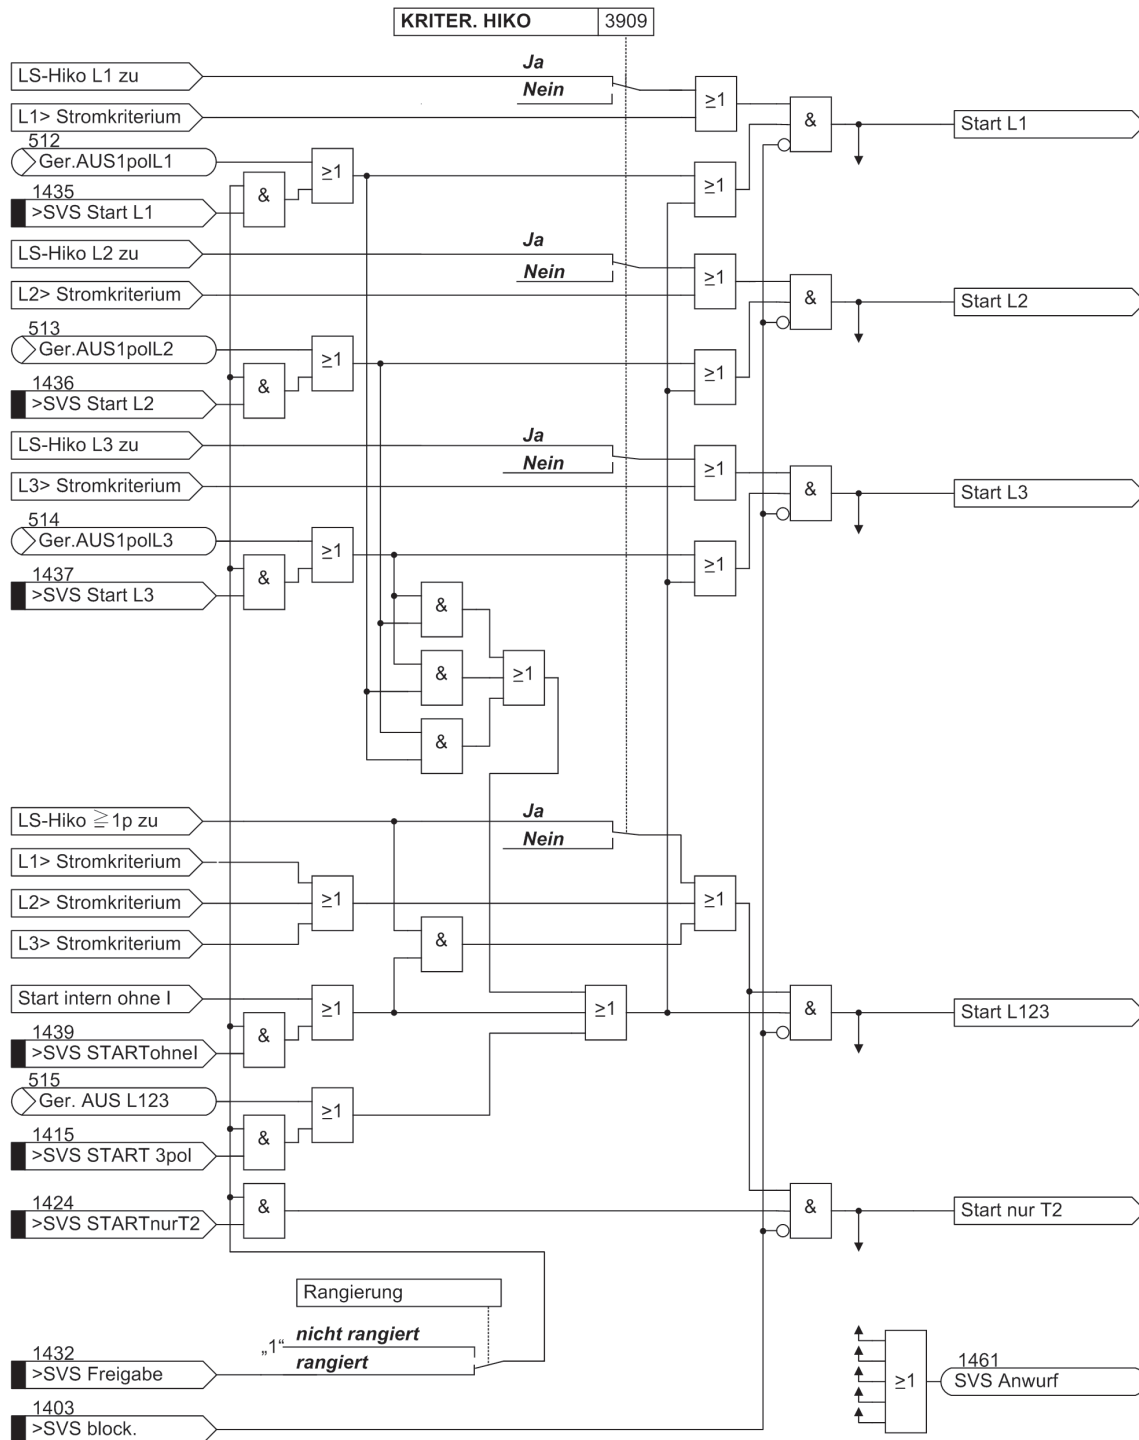 KRITER. HIKO 3909
LS-Hiko L1 zu
Ja
Nein
≥1
L1> Stromkriterium
&
Start L1
512
Ger.AUS1polL1
≥1
≥1
1435
>SVS Start L1
&
LS-Hiko L2 zu
Ja
Nein
≥1
L2> Stromkriterium
&
Start L2
513
Ger.AUS1polL2
≥1
≥1
1436
>SVS Start L2
&
LS-Hiko L3 zu
Ja
Nein
≥1
L3> Stromkriterium
&
Start L3
514
Ger.AUS1polL3
≥1
≥1
1437
>SVS Start L3
&
&
&
≥1
&
LS-Hiko ≧ 1p zu
Ja
Nein
L1> Stromkriterium
L2> Stromkriterium
≥1
≥1
L3> Stromkriterium
&
Start intern ohne I
≥1
≥1
&
Start L123
1439
>SVS STARTohneI
&
515
Ger. AUS L123
≥1
1415
>SVS START 3pol
&
1424
>SVS STARTnurT2
&
&
Start nur T2
Rangierung
„1“ nicht rangiert
rangiert
1432
>SVS Freigabe
≥1
1461
SVS Anwurf
1403
>SVS block.